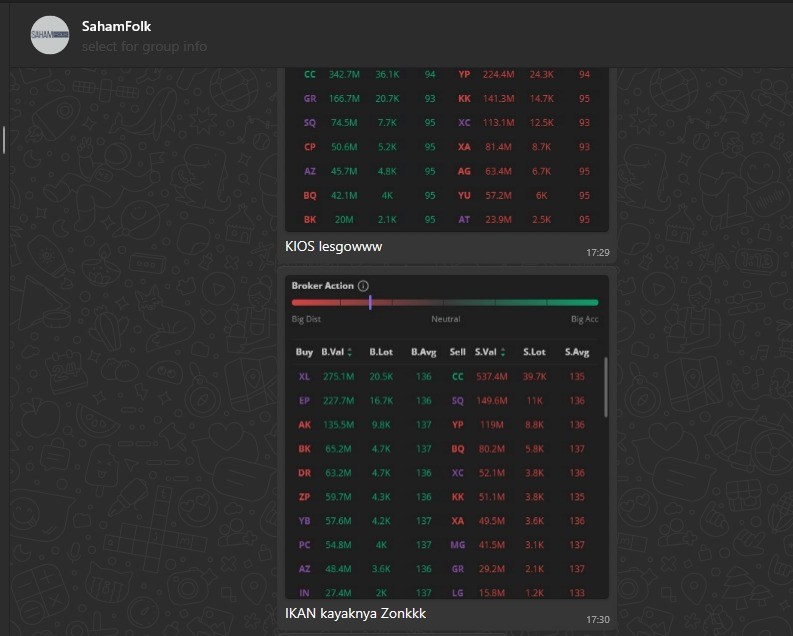 SahamFolk
select for group info
CC 342.7M 36.1K 94 YP 224.4M 24.3K 94
GR 166.7M 20.7K 93 KK 141.3M 14.7K 95
SQ 74.5M 7.7K 95 XC 113.1M 12.5K 93
CP 50.6M 5.2K 95 XA 81.4M 8.7K 95
AZ 45.7M 4.8K 95 AG 63.4M 6.7K 95
BQ 42.1M 4K 95 YU 57.2M 6K 95
BK 20M 2.1K 95 AT 23.9M 2.5K 95
KIOS lesgowww
17:29
Broker Action
Big Dist Neutral Big Acc
Buy B.Val B.Lot B.Avg Sell S.Val S.Lot S.Avg
XL 275.1M 20.5K 136 CC 537.4M 39.7K 135
EP 227.7M 16.7K 136 SQ 149.6M 11K 136
AK 135.5M 9.8K 137 YP 119M 8.8K 136
BK 65.2M 4.7K 137 BQ 80.2M 5.8K 137
DR 63.2M 4.7K 136 XC 52.1M 3.8K 136
ZP 59.7M 4.3K 136 KK 51.1M 3.8K 135
YB 57.6M 4.2K 137 XA 49.5M 3.6K 136
PC 54.8M 4K 137 MG 41.5M 3.1K 137
AZ 48.4M 3.6K 136 GR 29.2M 2.1K 137
IN 27.4M 2K 137 LG 15.8M 1.2K 133
IKAN kayaknya Zonkkk
17:30